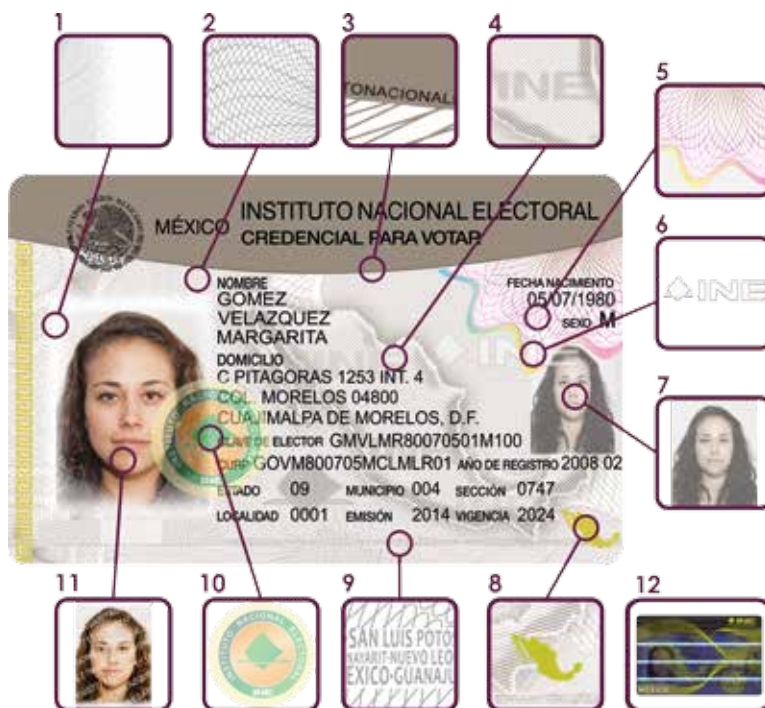 1
2
3
4
5
6
7
8
9
10
11
12
TONACIONAL
INE
INE
MÉXICO
INSTITUTO NACIONAL ELECTORAL
CREDENCIAL PARA VOTAR
NOMBRE
GOMEZ
VELAZQUEZ
MARGARITA
FECHA NACIMIENTO
05/07/1980
SEXO M
DOMICILIO
C PITAGORAS 1253 INT. 4
COL. MORELOS 04800
CUAJIMALPA DE MORELOS, D.F.
CLAVE DE ELECTOR GMVLMR80070501M100
CURP GOVM800705MCLMLR01 AÑO DE REGISTRO 2008 02
ESTADO 09 MUNICIPIO 004 SECCIÓN 0747
LOCALIDAD 0001 EMISIÓN 2014 VIGENCIA 2024
INSTITUTO NACIONAL ELECTORAL
SAN LUIS POTO
NAYARIT-NUEVO LEO
EXICO-GUANAJU
MÉXICO